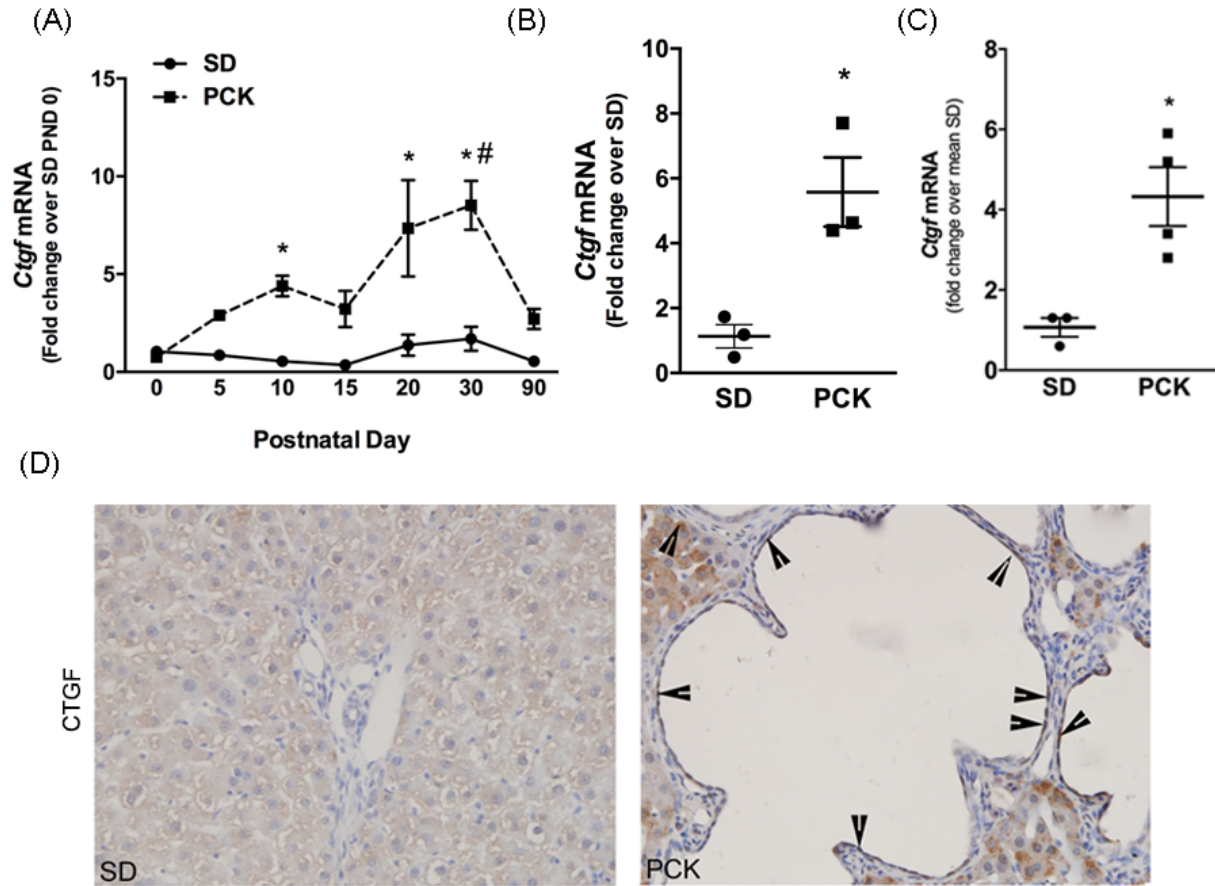 (A)
SD
PCK
Ctgf mRNA
(Fold change over SD PND 0)
15
10
5
0
*
*
* #
0 5 10 15 20 30 90
Postnatal Day
(B)
Ctgf mRNA
(Fold change over SD)
10
8
6
4
2
0
*
SD PCK
(C)
Ctgf mRNA
(fold change over mean SD)
8
6
4
2
0
*
SD PCK
(D)
CTGF
SD
PCK